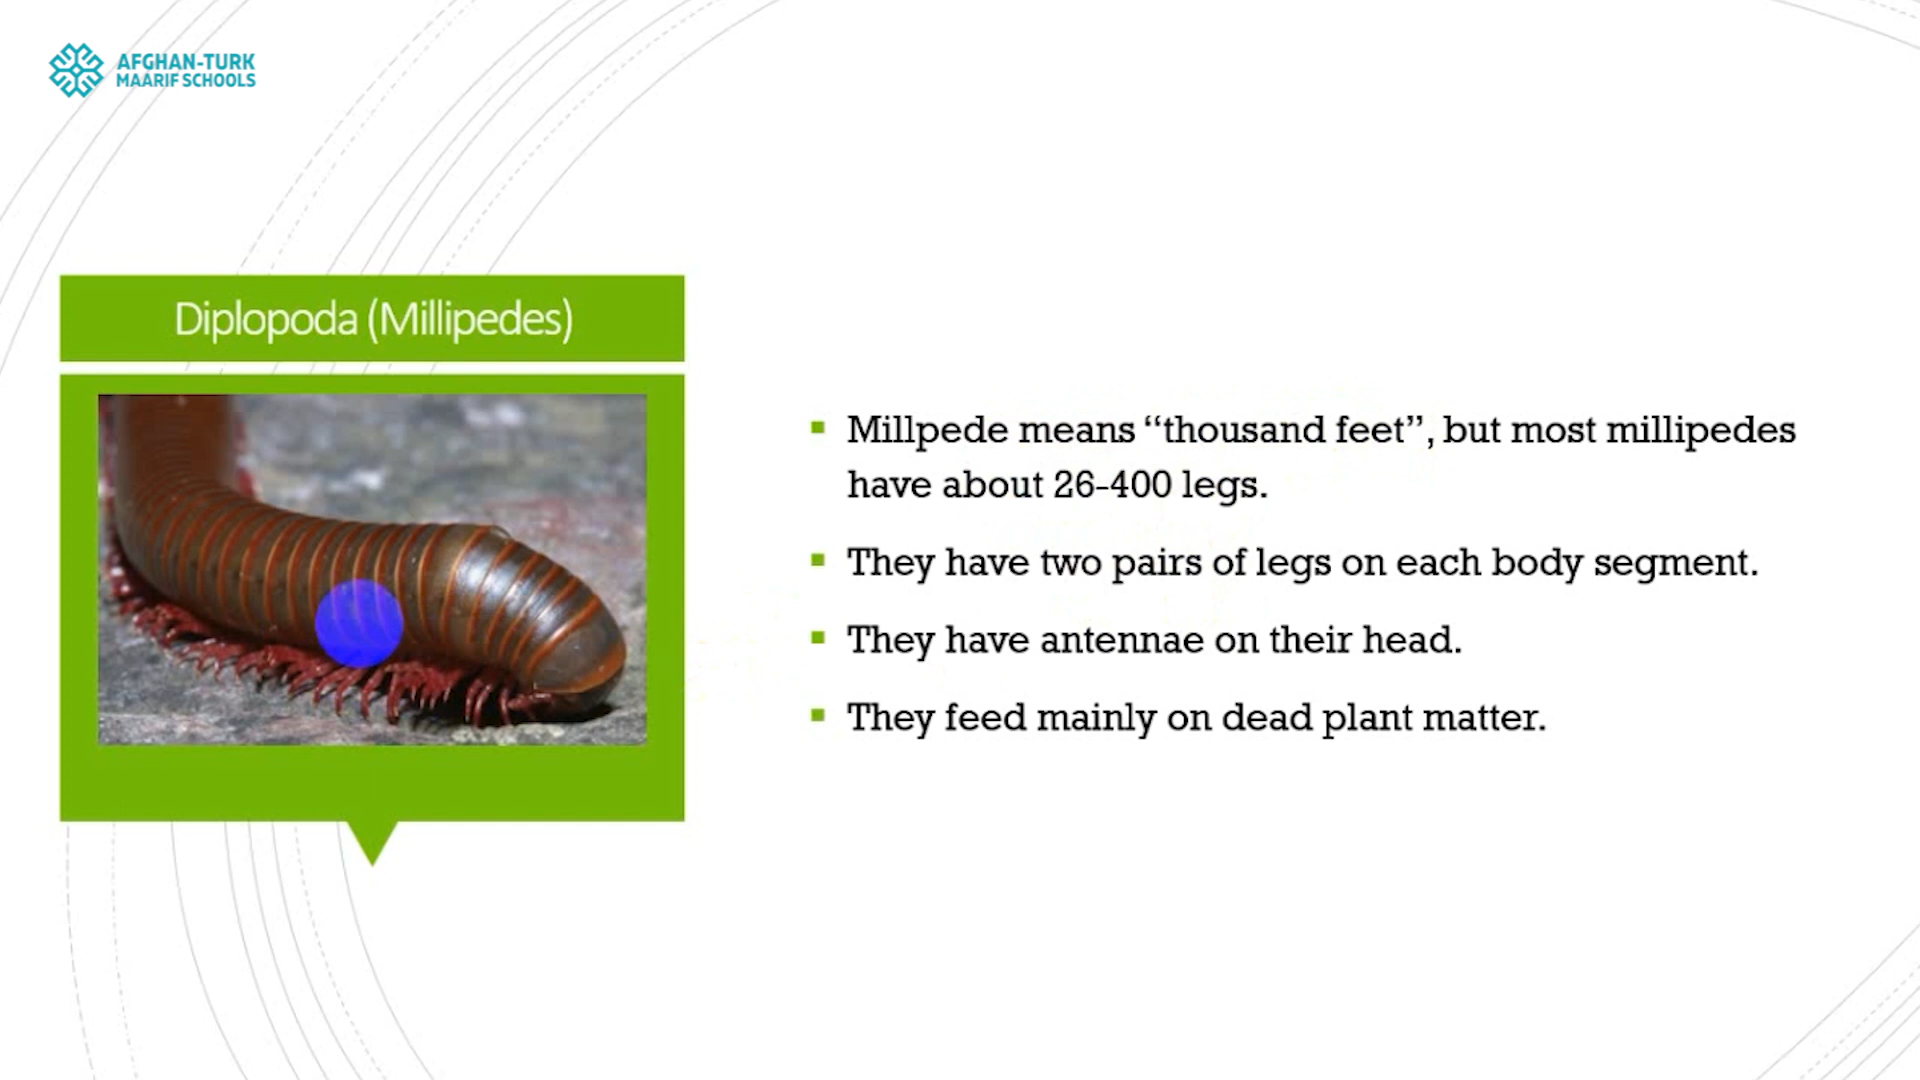 AFGHAN-TURK
MAARIF SCHOOLS
Diplopoda (Millipedes)
Millpede means “thousand feet”, but most millipedes
have about 26-400 legs.
They have two pairs of legs on each body segment.
They have antennae on their head.
They feed mainly on dead plant matter.